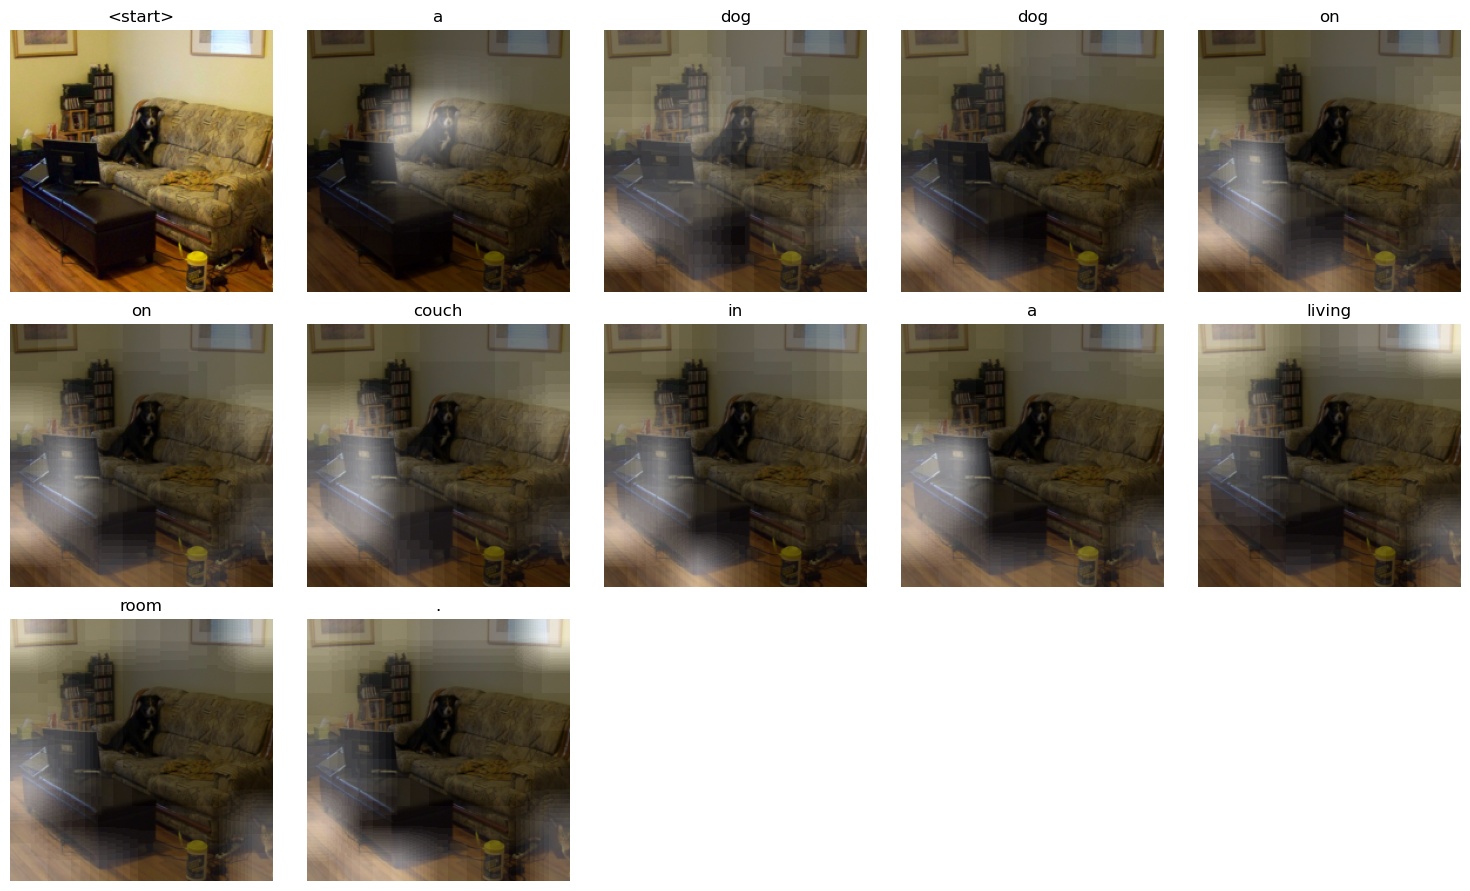 <start> a dog dog on
on couch in a living
room .